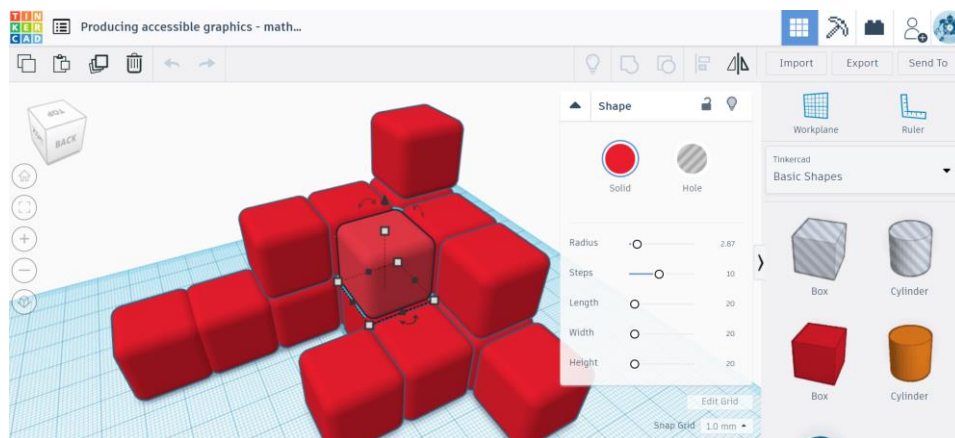 TIN
KER
CAD
Producing accessible graphics - math…
Import
Export
Send To
TOP
BACK
Shape
Solid
Hole
Radius
2.87
Steps
10
Length
20
Width
20
Height
20
Edit Grid
Snap Grid
1.0 mm
Workplane
Ruler
Tinkercad
Basic Shapes
Box
Cylinder
Box
Cylinder